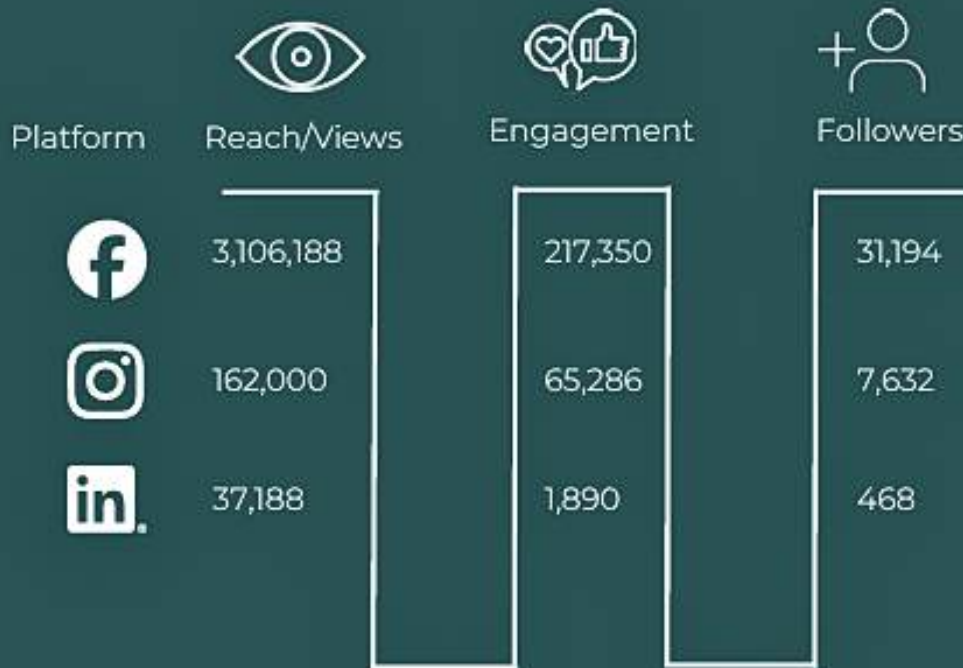 Platform Reach/Views Engagement Followers
3,106,188 217,350 31,194
162,000 65,286 7,632
in 37,188 1,890 468